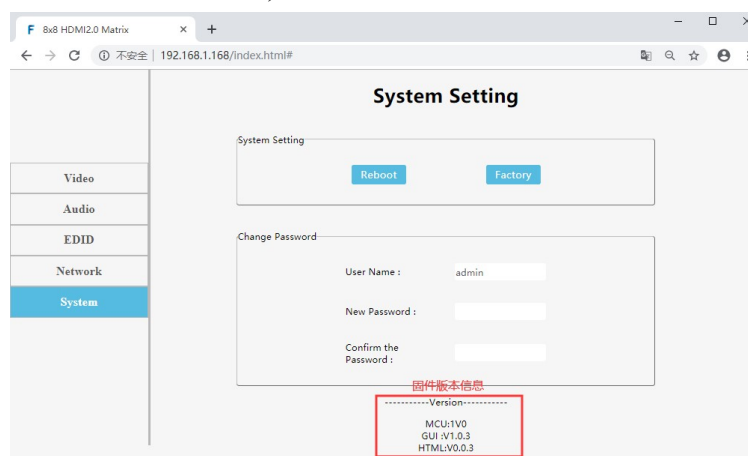 F 8x8 HDMI2.0 Matrix
不安全 | 192.168.1.168/index.html#
System Setting
System Setting
Reboot Factory
Video
Audio
EDID
Network
System
Change Password
User Name : admin
New Password :
Confirm the
Password :
固件版本信息
-----------Version-----------
MCU:1V0
GUI :V1.0.3
HTML:V0.0.3